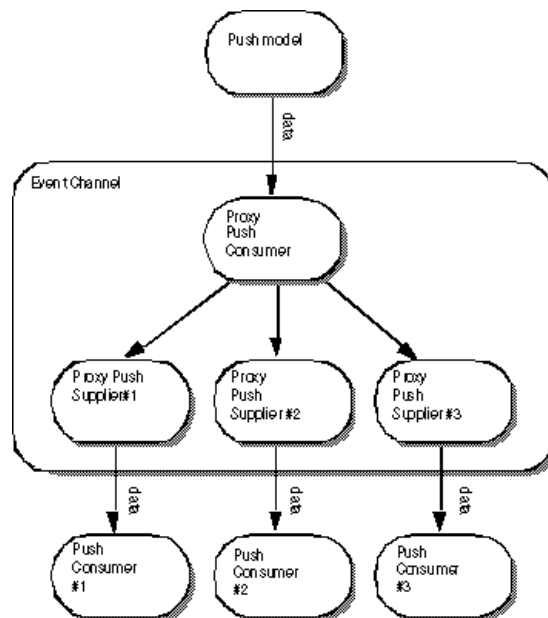 Push model
data
Event Channel
Proxy
Push
Consumer
Proxy Push
Supplier#1
Proxy
Push
Supplier #2
Proxy
Push
Supplier #3
data
data
data
Push
Consumer
#1
Push
Consumer
#2
Push
Consumer
#3